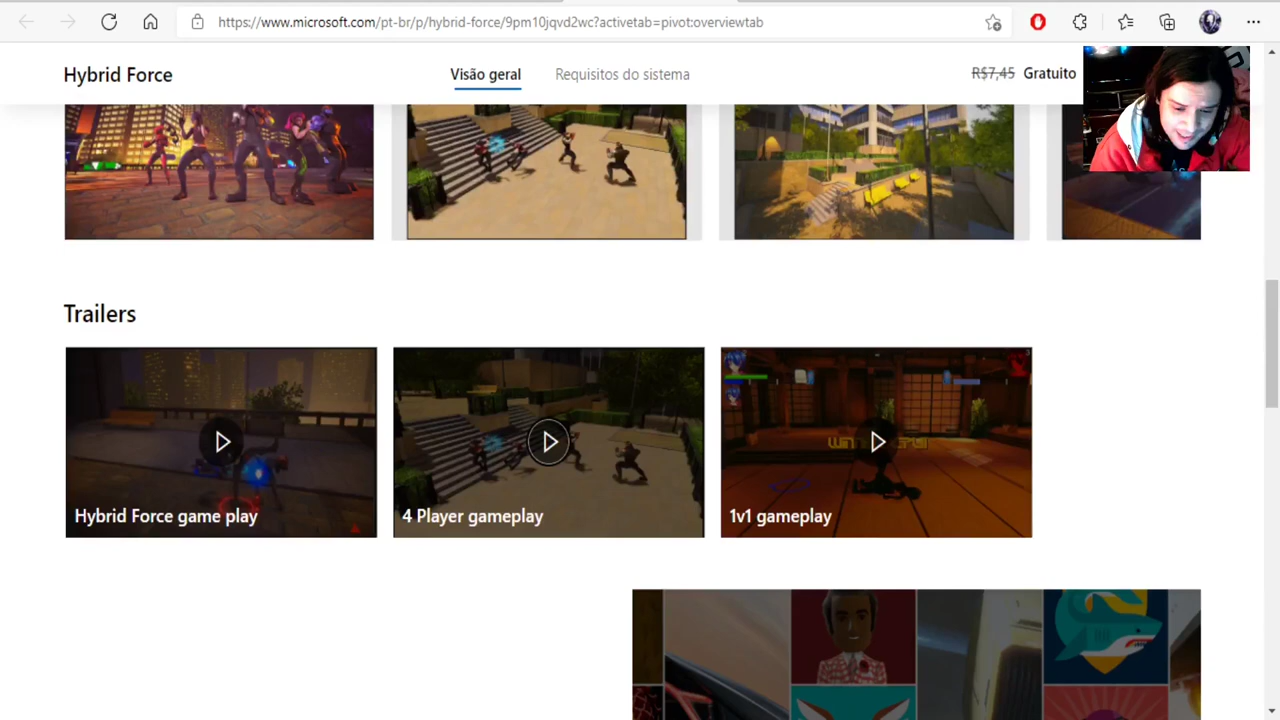 https://www.microsoft.com/pt-br/p/hybrid-force/9pm10jqvd2wc?activetab=pivot:overviewtab
Hybrid Force
Visão geral
Requisitos do sistema
R$7,45 Gratuito
Trailers
Hybrid Force game play
4 Player gameplay
1v1 gameplay